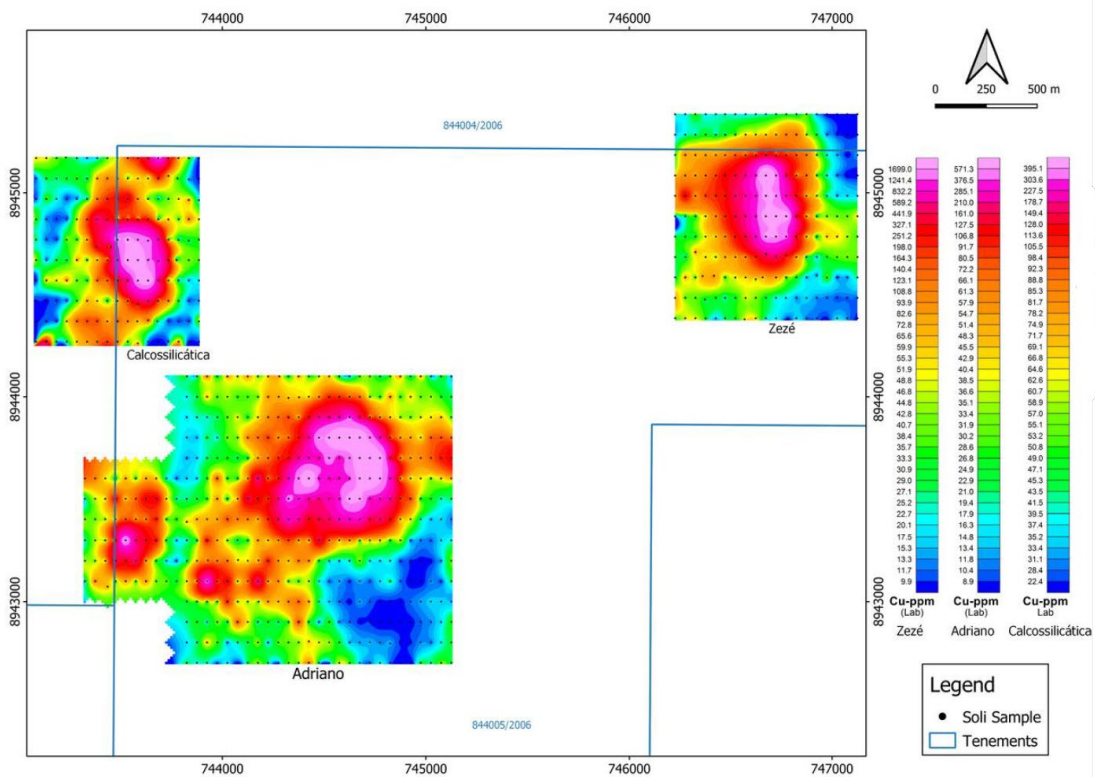 744000 745000 746000 747000
844004/2006
0 250 500 m
8945000
8945000
Calcossilicática
Zezé
8944000
8944000
8943000
8943000
Adriano
844005/2006
744000 745000 746000 747000
1699.0 571.3 395.1
1241.4 376.5 303.6
832.2 285.1 227.5
589.2 210.0 178.7
441.9 161.0 149.4
327.1 127.5 128.0
251.2 106.8 113.6
198.0 91.7 105.5
164.3 80.5 98.4
140.4 72.2 92.3
123.6 66.1 88.8
108.8 61.3 85.3
93.9 57.9 81.7
82.6 54.7 78.2
72.8 51.4 74.9
65.6 48.3 71.7
59.9 45.5 69.1
55.3 42.9 66.8
51.9 40.4 64.6
48.8 38.5 62.6
46.8 36.6 60.7
44.8 35.1 58.9
42.8 33.4 57.0
40.7 31.9 55.1
38.4 30.2 53.2
35.7 28.6 50.8
33.3 26.8 49.0
30.9 24.9 47.1
29.0 22.9 45.3
27.1 21.0 43.5
25.2 19.4 41.5
22.7 17.9 39.5
20.1 16.3 37.4
17.5 14.8 35.2
15.3 13.4 33.4
13.3 11.8 31.1
11.7 10.4 28.4
9.9 8.9 22.4
Cu-ppm Cu-ppm Cu-ppm
(Lab) (Lab) Lab
Zezé Adriano Calcossilicática
Legend
Soli Sample
Tenements